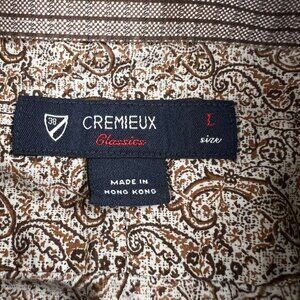 38
CREMIEUX
Classics
L
size
MADE IN
HONG KONG